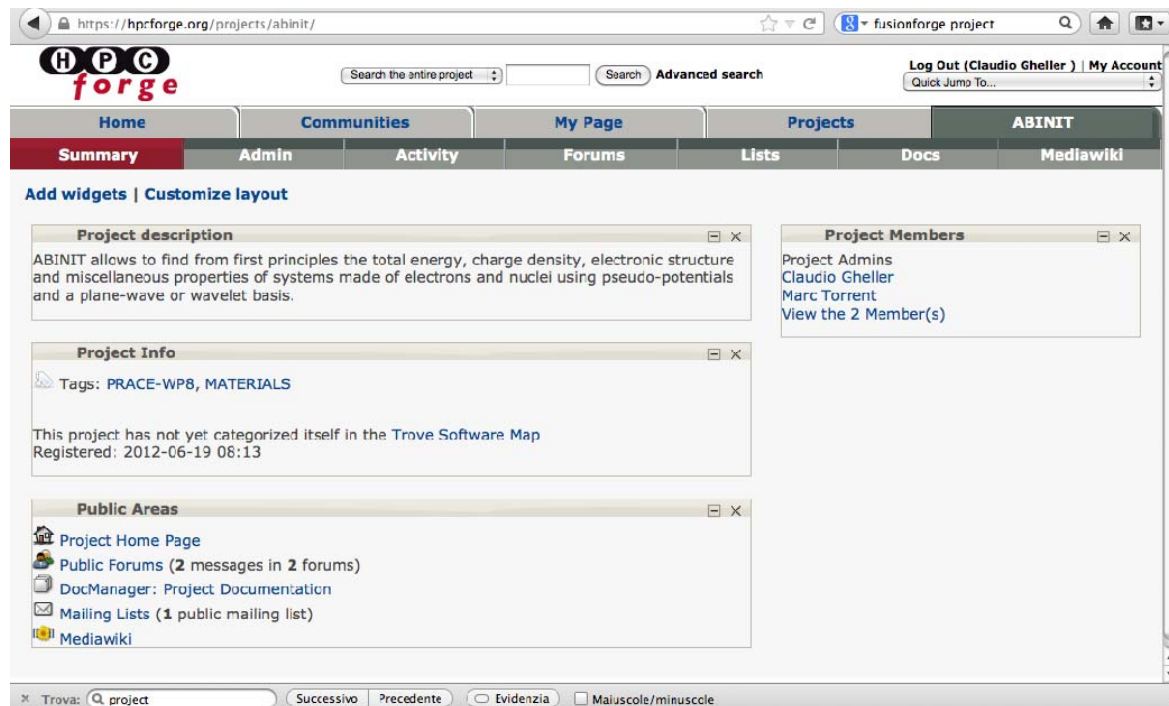 https://hpcforge.org/projects/abinit/
fusionforge project
HPC
forge
Search the entire project
Search
Advanced search
Log Out (Claudio Gheller ) | My Account
Quick Jump To...
Home
Communities
My Page
Projects
ABINIT
Summary
Admin
Activity
Forums
Lists
Docs
Mediawiki
Add widgets | Customize layout
Project description
ABINIT allows to find from first principles the total energy, charge density, electronic structure
and miscellaneous properties of systems made of electrons and nuclei using pseudo-potentials
and a plane-wave or wavelet basis.
Project Members
Project Admins
Claudio Gheller
Marc Torrent
View the 2 Member(s)
Project Info
Tags: PRACE-WP8, MATERIALS
This project has not yet categorized itself in the Trove Software Map
Registered: 2012-06-19 08:13
Public Areas
Project Home Page
Public Forums (2 messages in 2 forums)
DocManager: Project Documentation
Mailing Lists (1 public mailing list)
Mediawiki
Trova: project
Successivo
Precedente
Evidenzia
Maiuscole/minuscole